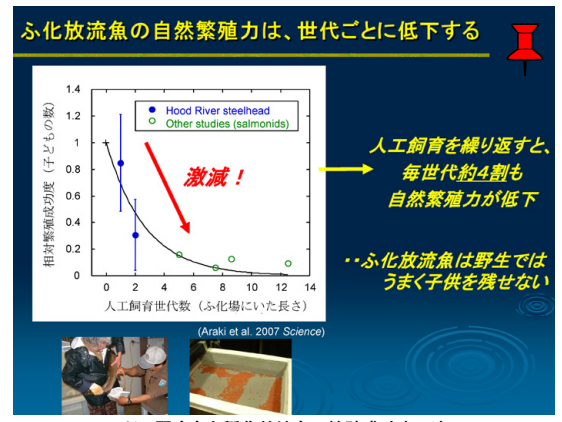 ふ化放流魚の自然繁殖力は、世代ごとに低下する
1.4
1.2
1
0.8
0.6
0.4
0.2
0
相対繁殖成功度（子どもの数）
Hood River steelhead
Other studies (salmonids)
激減！
0 2 4 6 8 10 12 14
人工飼育世代数（ふ化場にいた長さ）
(Araki et al. 2007 Science)
人工飼育を繰り返すと、
毎世代約4割も
自然繁殖力が低下
・・ふ化放流魚は野生では
うまく子供を残せない